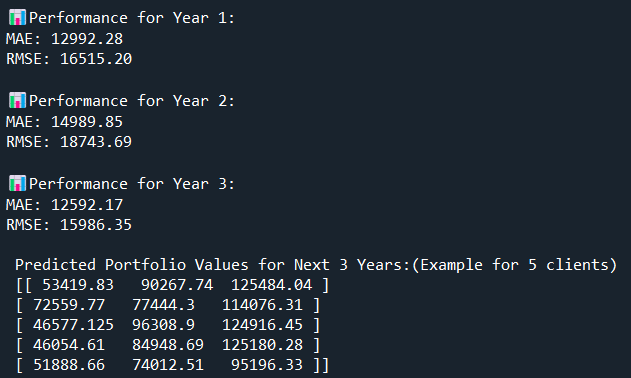 📊Performance for Year 1:
MAE: 12992.28
RMSE: 16515.20
📊Performance for Year 2:
MAE: 14989.85
RMSE: 18743.69
📊Performance for Year 3:
MAE: 12592.17
RMSE: 15986.35
Predicted Portfolio Values for Next 3 Years:(Example for 5 clients)
[[ 53419.83   90267.74  125484.04 ]
[ 72559.77   77444.3   114076.31 ]
[ 46577.125  96308.9   124916.45 ]
[ 46054.61   84948.69  125180.28 ]
[ 51888.66   74012.51   95196.33 ]]